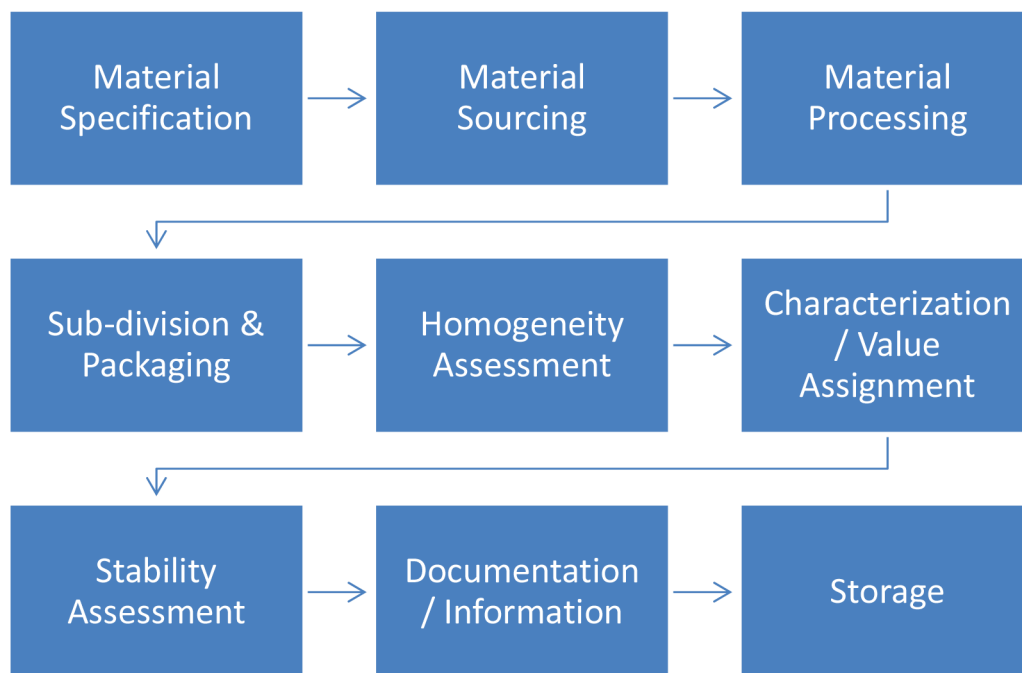 Material
Specification
Material
Sourcing
Material
Processing
Sub-division &
Packaging
Homogeneity
Assessment
Characterization
/ Value
Assignment
Stability
Assessment
Documentation
/ Information
Storage